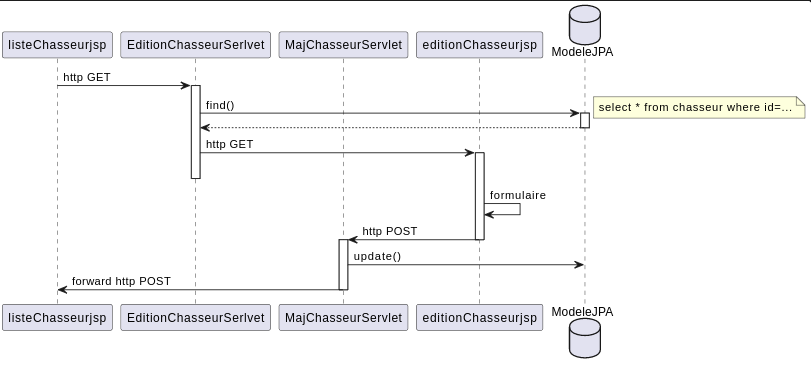 listeChasseurjsp
EditionChasseurSerlvet
MajChasseurServlet
editionChasseurjsp
ModeleJPA
http GET
find()
select * from chasseur where id=...
http GET
formulaire
http POST
update()
forward http POST
listeChasseurjsp
EditionChasseurSerlvet
MajChasseurServlet
editionChasseurjsp
ModeleJPA